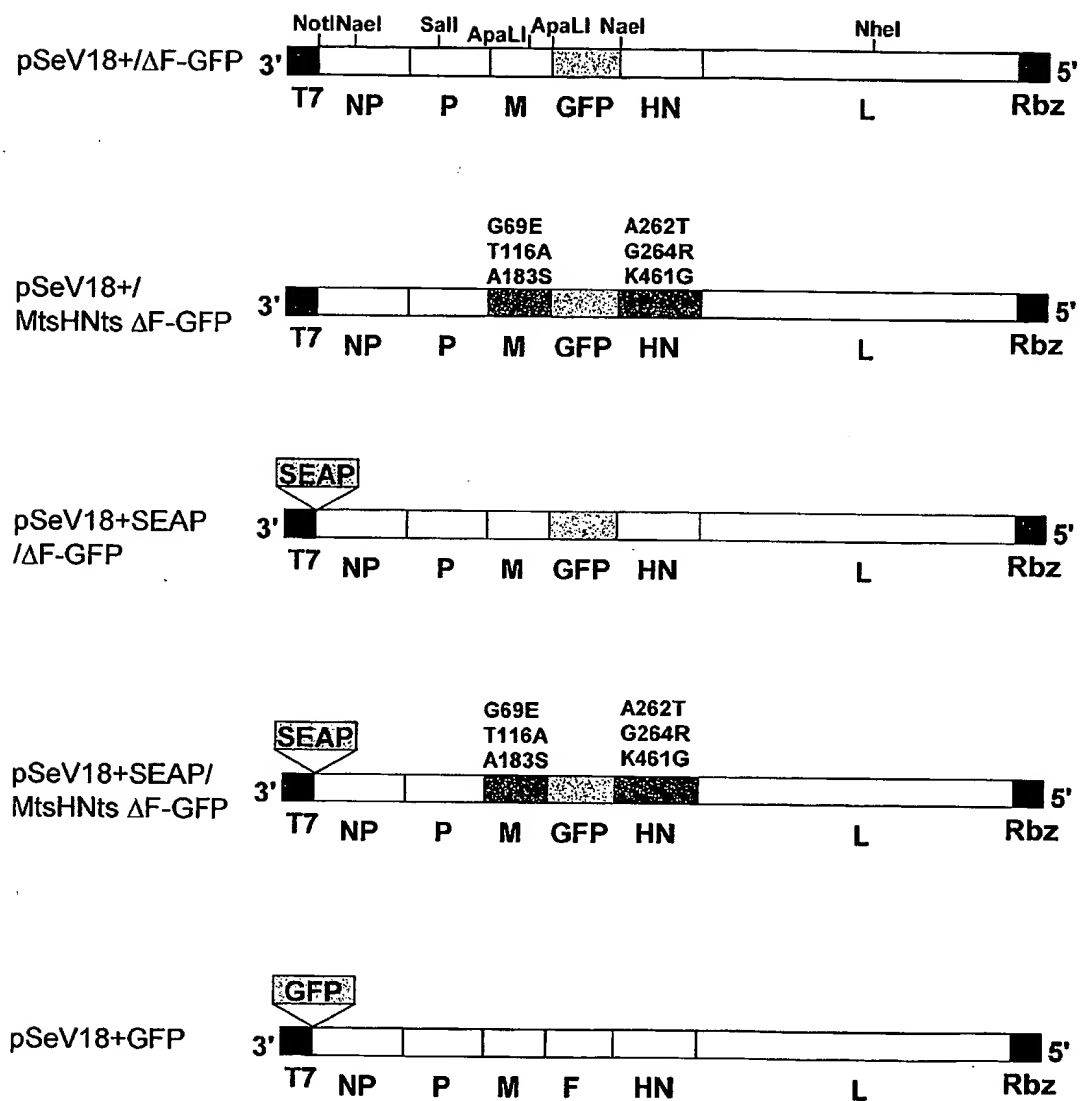 NotI NaeI SalI ApaLI ApaLI NaeI NheI
pSeV18+/ΔF-GFP 3' 5'
T7 NP P M GFP HN L Rbz
G69E A262T
T116A G264R
A183S K461G
pSeV18+/
MtsHNts ΔF-GFP 3' 5'
T7 NP P M GFP HN L Rbz
SEAP
pSeV18+SEAP 3' 5'
/ΔF-GFP
T7 NP P M GFP HN L Rbz
G69E A262T
T116A G264R
A183S K461G
SEAP
pSeV18+SEAP/
MtsHNts ΔF-GFP 3' 5'
T7 NP P M GFP HN L Rbz
GFP
pSeV18+GFP 3' 5'
T7 NP P M F HN L Rbz